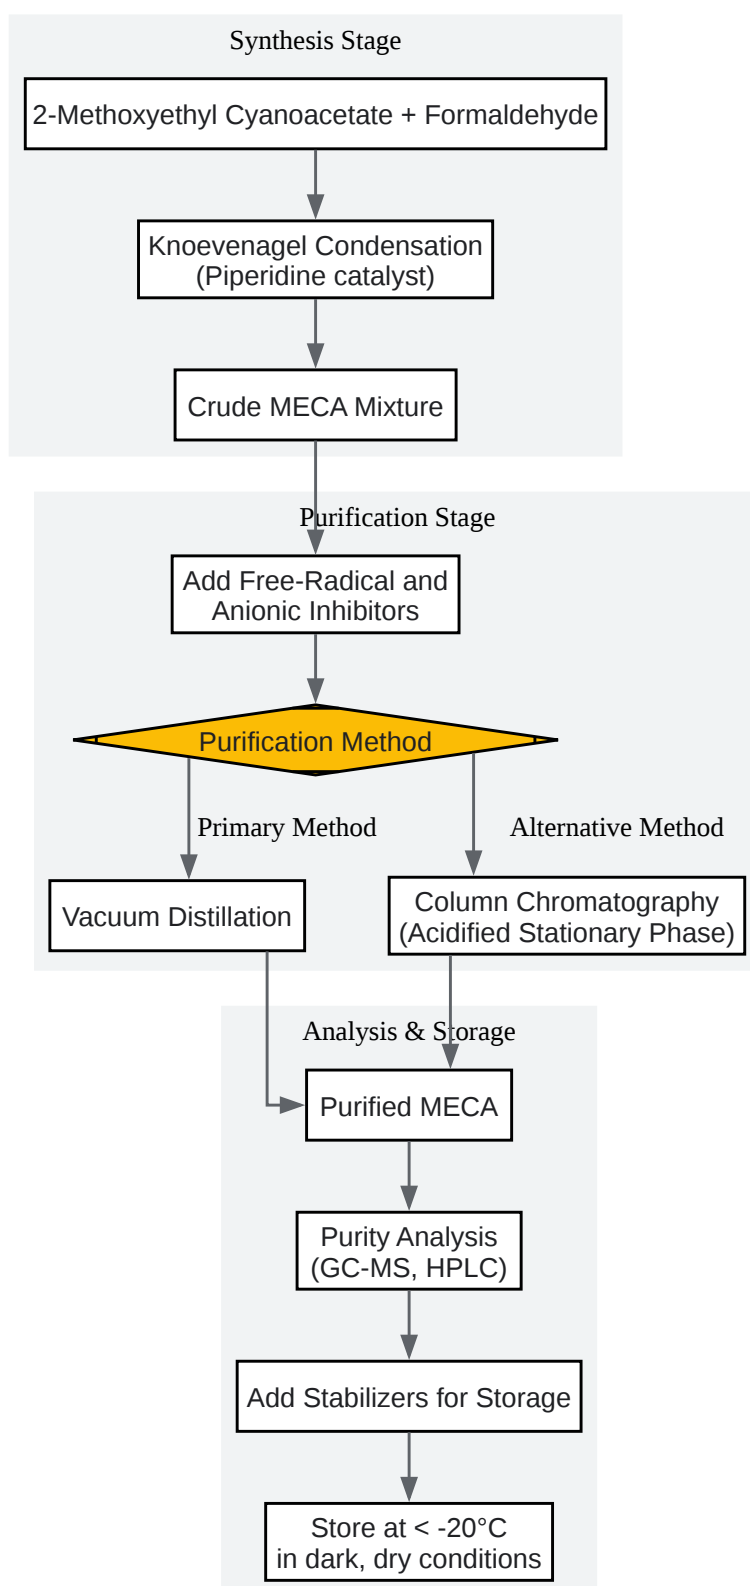 Synthesis Stage
2-Methoxyethyl Cyanoacetate + Formaldehyde
Knoevenagel Condensation
(Piperidine catalyst)
Crude MECA Mixture
Purification Stage
Add Free-Radical and
Anionic Inhibitors
Purification Method
Primary Method
Alternative Method
Vacuum Distillation
Column Chromatography
(Acidified Stationary Phase)
Analysis & Storage
Purified MECA
Purity Analysis
(GC-MS, HPLC)
Add Stabilizers for Storage
Store at < -20°C
in dark, dry conditions